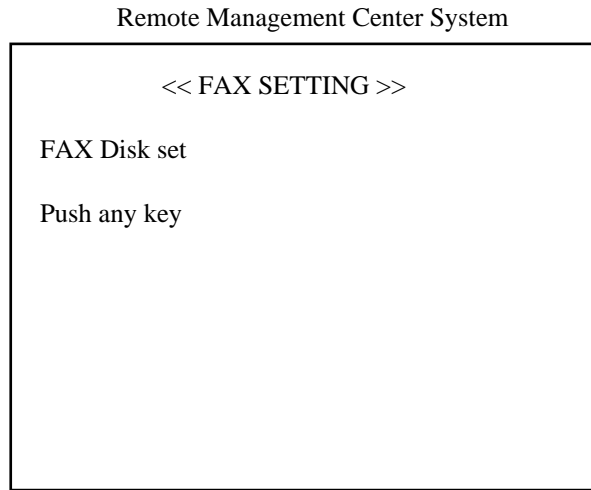 Remote Management Center System
<< FAX SETTING >>
FAX Disk set
Push any key